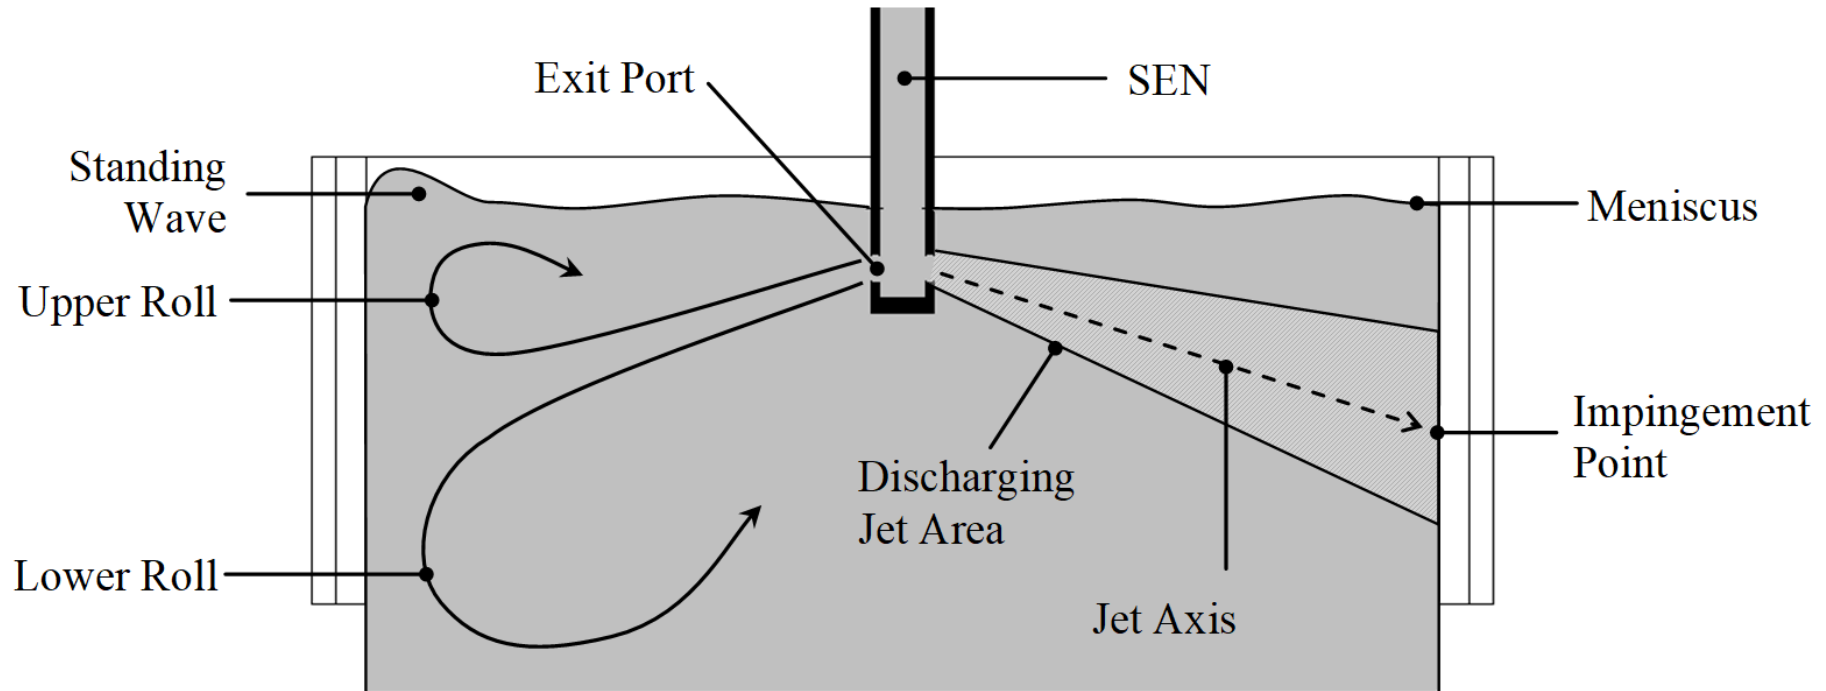 Exit Port
SEN
Standing
Wave
Meniscus
Upper Roll
Impingement
Point
Discharging
Jet Area
Lower Roll
Jet Axis